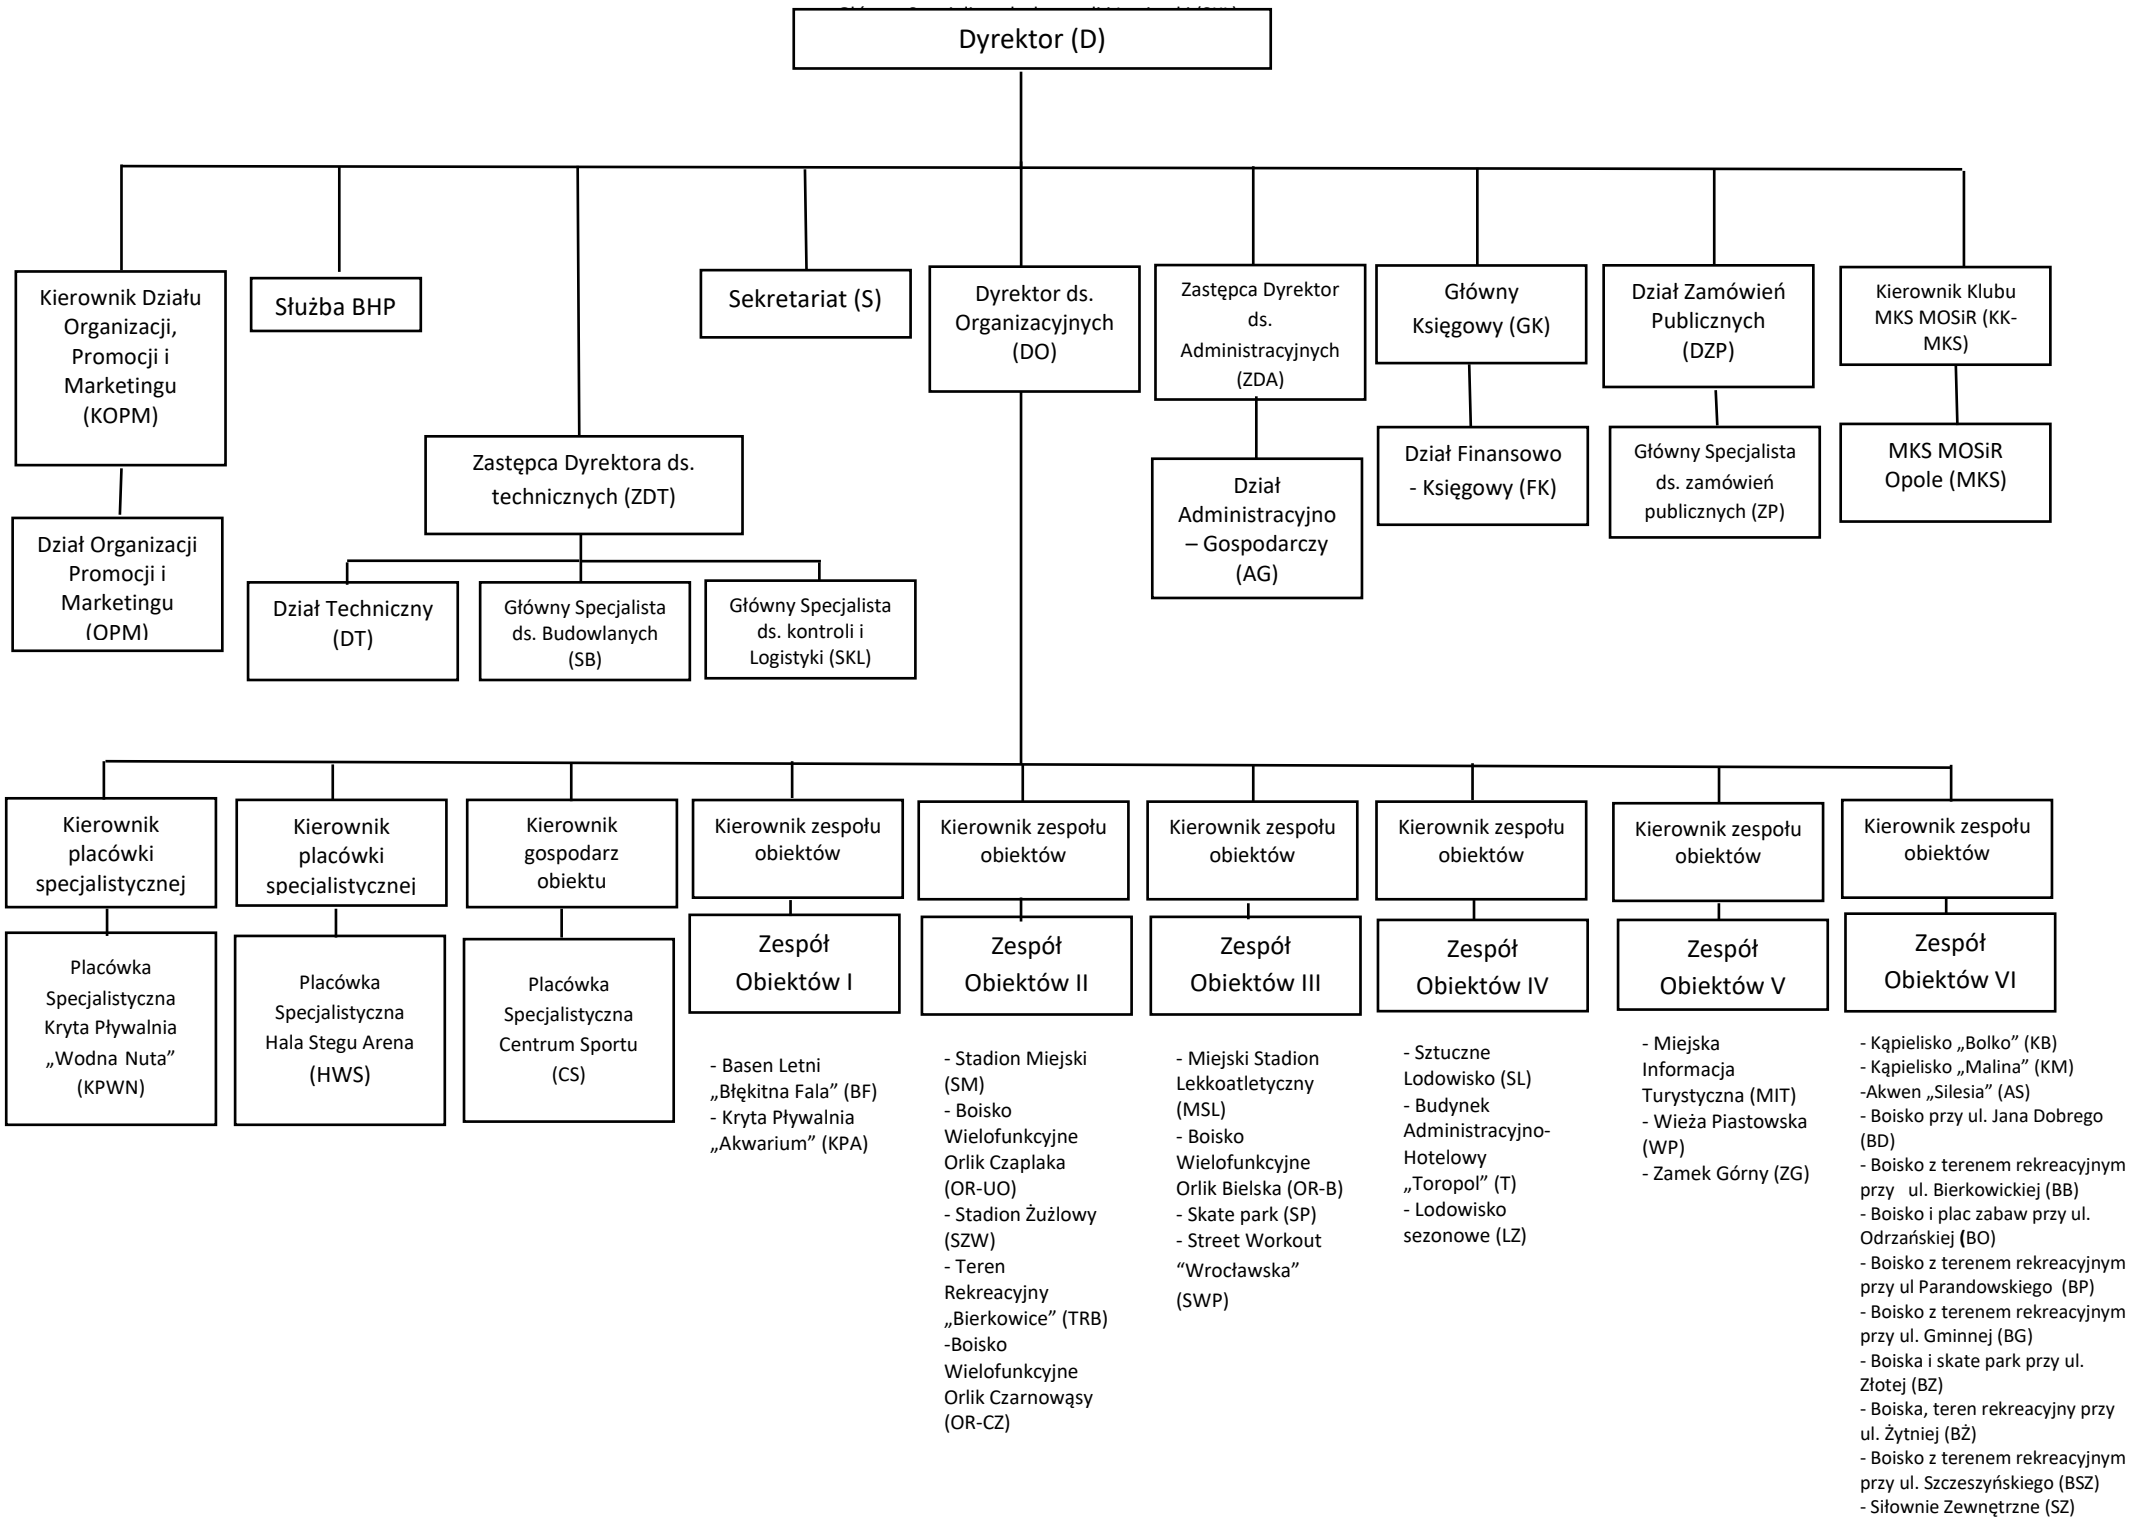 Dyrektor (D)
Kierownik Działu
Organizacji,
Promocji i
Marketingu
(KOPM)
Służba BHP
Sekretariat (S)
Dyrektor ds.
Organizacyjnych
(DO)
Zastępca Dyrektor
ds.
Administracyjnych
(ZDA)
Główny
Księgowy (GK)
Dział Zamówień
Publicznych
(DZP)
Kierownik Klubu
MKS MOSiR (KK-
MKS)
Zastępca Dyrektora ds.
technicznych (ZDT)
Dział
Administracyjno
– Gospodarczy
(AG)
Dział Finansowo
- Księgowy (FK)
Główny Specjalista
ds. zamówień
publicznych (ZP)
MKS MOSiR
Opole (MKS)
Dział Organizacji
Promocji i
Marketingu
(OPM)
Dział Techniczny
(DT)
Główny Specjalista
ds. Budowlanych
(SB)
Główny Specjalista
ds. kontroli i
Logistyki (SKL)
Kierownik
placówki
specjalistycznej
Kierownik
placówki
specjalistycznej
Kierownik
gospodarz
obiektu
Kierownik zespołu
obiektów
Kierownik zespołu
obiektów
Kierownik zespołu
obiektów
Kierownik zespołu
obiektów
Kierownik zespołu
obiektów
Kierownik zespołu
obiektów
Placówka
Specjalistyczna
Kryta Pływalnia
„Wodna Nuta”
(KPWN)
Placówka
Specjalistyczna
Hala Stegu Arena
(HWS)
Placówka
Specjalistyczna
Centrum Sportu
(CS)
Zespół
Obiektów I
Zespół
Obiektów II
Zespół
Obiektów III
Zespół
Obiektów IV
Zespół
Obiektów V
Zespół
Obiektów VI
- Basen Letni
„Błękitna Fala” (BF)
- Kryta Pływalnia
„Akwarium” (KPA)
- Stadion Miejski
(SM)
- Boisko
Wielofunkcyjne
Orlik Czaplaka
(OR-UO)
- Stadion Żużlowy
(SZW)
- Teren
Rekreacyjny
„Bierkowice” (TRB)
-Boisko
Wielofunkcyjne
Orlik Czarnowąsy
(OR-CZ)
- Miejski Stadion
Lekkoatletyczny
(MSL)
- Boisko
Wielofunkcyjne
Orlik Bielska (OR-B)
- Skate park (SP)
- Street Workout
“Wrocławska”
(SWP)
- Sztuczne
Lodowisko (SL)
- Budynek
Administracyjno-
Hotelowy
„Toropol” (T)
- Lodowisko
sezonowe (LZ)
- Miejska
Informacja
Turystyczna (MIT)
- Wieża Piastowska
(WP)
- Zamek Górny (ZG)
- Kąpielisko „Bolko” (KB)
- Kąpielisko „Malina” (KM)
-Akwen „Silesia” (AS)
- Boisko przy ul. Jana Dobrego
(BD)
- Boisko z terenem rekreacyjnym
przy ul. Bierkowickiej (BB)
- Boisko i plac zabaw przy ul.
Odrzańskiej (BO)
- Boisko z terenem rekreacyjnym
przy ul Parandowskiego (BP)
- Boisko z terenem rekreacyjnym
przy ul. Gminnej (BG)
- Boiska i skate park przy ul.
Złotej (BZ)
- Boiska, teren rekreacyjny przy
ul. Żytniej (BŻ)
- Boisko z terenem rekreacyjnym
przy ul. Szczeszyńskiego (BSZ)
- Siłownie Zewnętrzne (SZ)